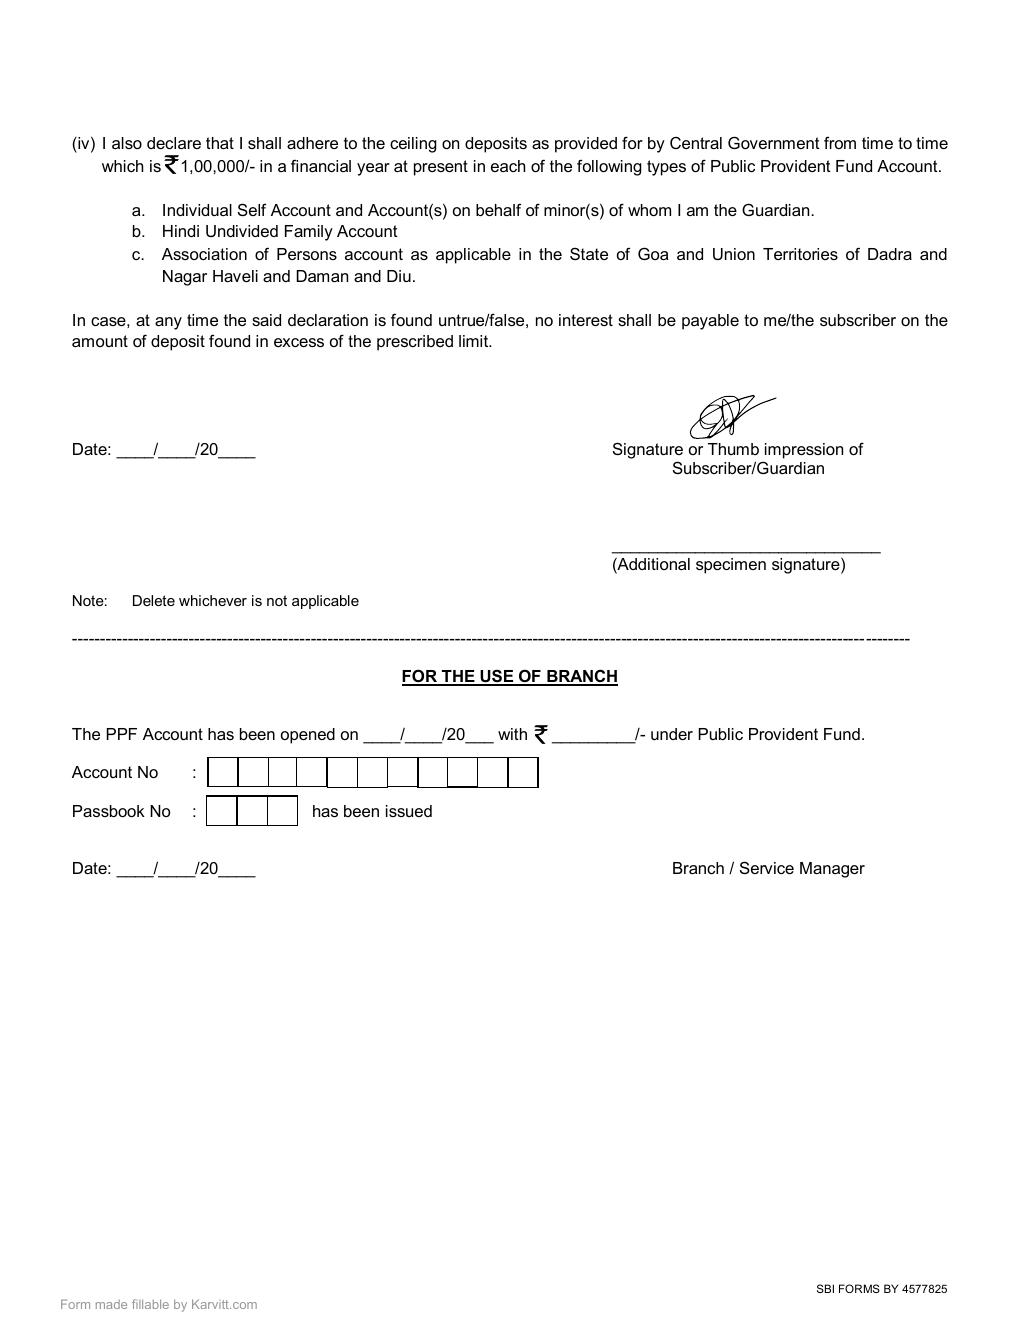 (iv) I also declare that I shall adhere to the ceiling on deposits as provided for by Central Government from time to time
which is ₹1,00,000/- in a financial year at present in each of the following types of Public Provident Fund Account.
a. Individual Self Account and Account(s) on behalf of minor(s) of whom I am the Guardian.
b. Hindi Undivided Family Account
c. Association of Persons account as applicable in the State of Goa and Union Territories of Dadra and
Nagar Haveli and Daman and Diu.
In case, at any time the said declaration is found untrue/false, no interest shall be payable to me/the subscriber on the
amount of deposit found in excess of the prescribed limit.
Date: ____/____/20____ Signature or Thumb impression of
Subscriber/Guardian
_____________________________
(Additional specimen signature)
Note: Delete whichever is not applicable
FOR THE USE OF BRANCH
The PPF Account has been opened on ____/____/20___ with ₹ _________/- under Public Provident Fund.
Account No :
Passbook No : has been issued
Date: ____/____/20____ Branch / Service Manager
SBI FORMS BY 4577825
Form made fillable by Karvitt.com